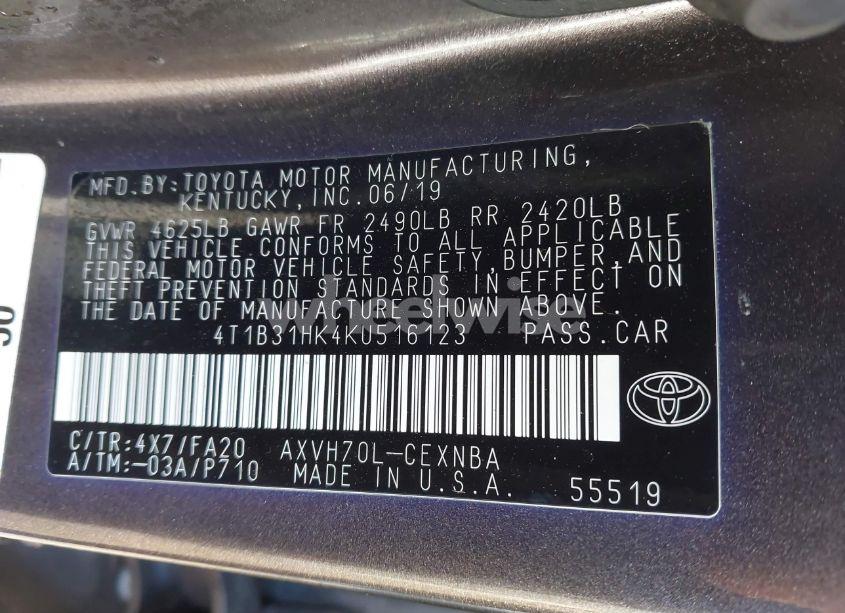 MFD.BY:TOYOTA MOTOR MANUFACTURING,
KENTUCKY,INC.06/19
GVWR 4625LB GAWR FR 2490LB RR 2420LB
THIS VEHICLE CONFORMS TO ALL APPLICABLE
FEDERAL MOTOR VEHICLE SAFETY,BUMPER,AND
THEFT PREVENTION STANDARDS IN EFFECT ON
THE DATE OF MANUFACTURE SHOWN ABOVE.
wheelwise
4T1B31HK4KU516123 PASS.CAR
C/TR:4X7/FA20 AXVH70L-CEXNBA
A/TM:-03A/P710 MADE IN U.S.A. 55519